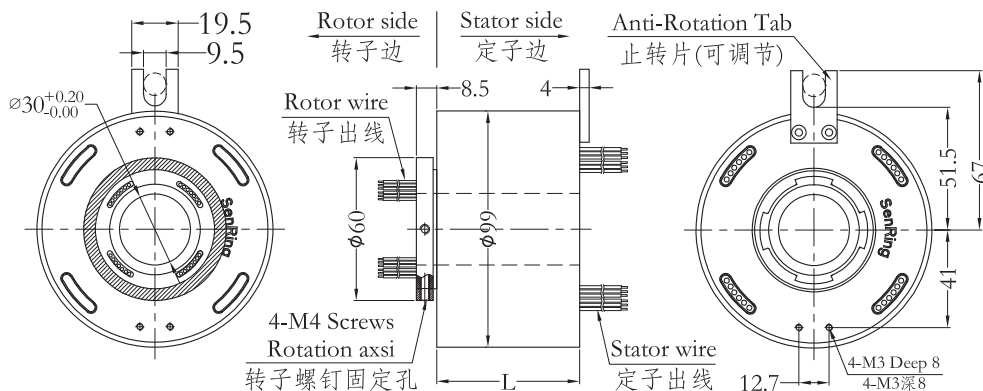 19.5
9.5
⌀30 +0.20 -0.00
SenRing
Rotor side
转子边
Stator side
定子边
8.5
4
Rotor wire
转子出线
ϕ60
ϕ99
4-M4 Screws
Rotation axsi
转子螺钉固定孔
L
Stator wire
定子出线
Anti-Rotation Tab
止转片(可调节)
SenRing
51.5
67
41
12.7
4-M3 Deep 8
4-M3深8